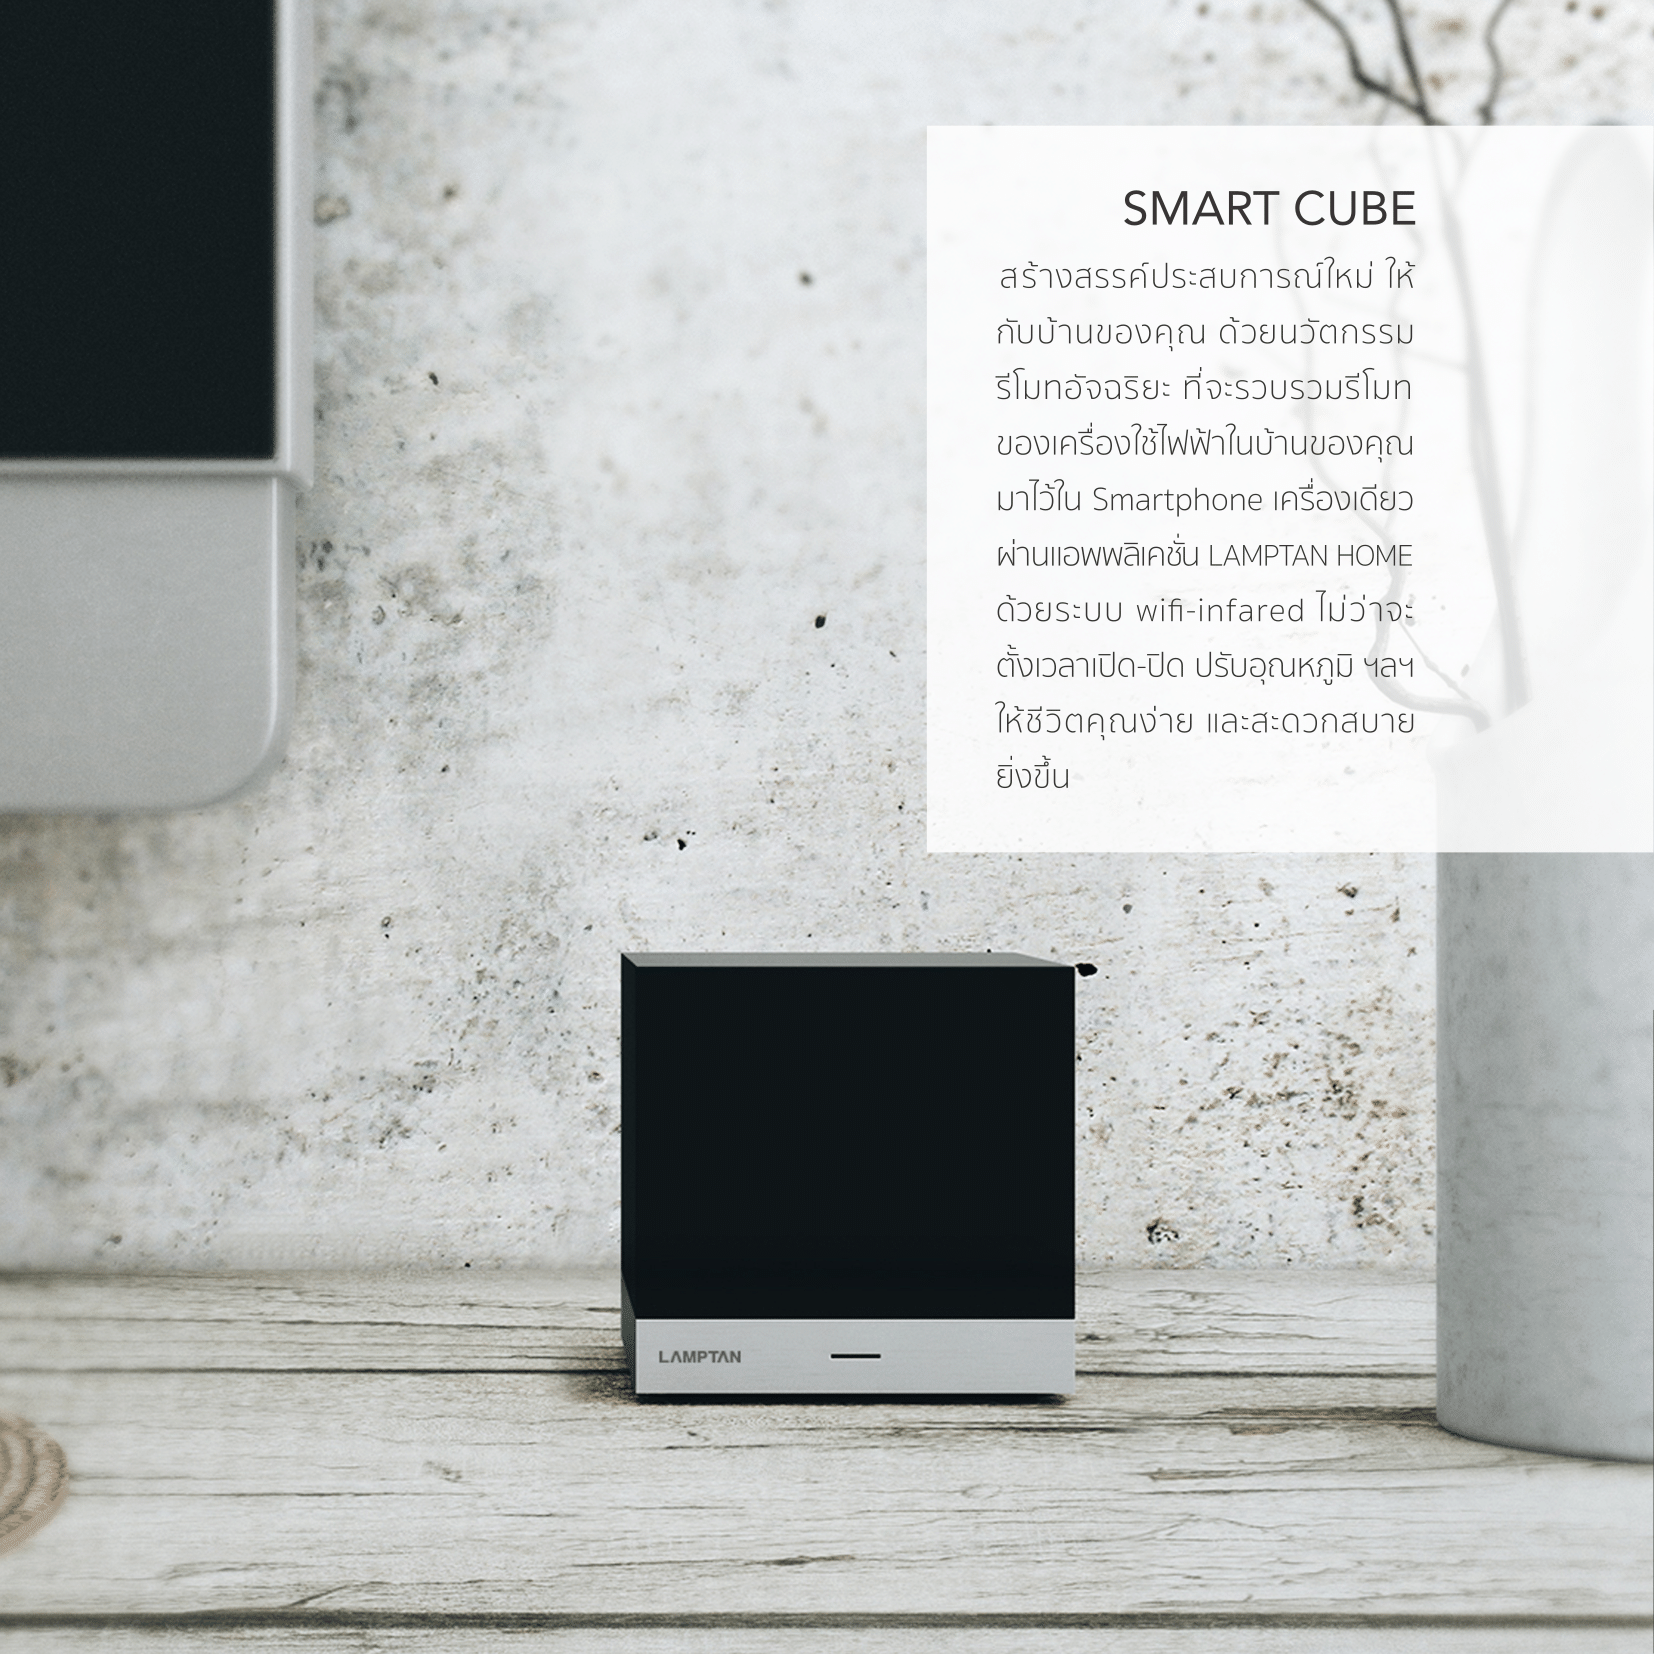 SMART CUBE
สร้างสรรค์ประสบการณ์ใหม่ ให้
กับบ้านของคุณ ด้วยนวัตกรรม
รีโมทอัจฉริยะ ที่จะรวบรวมรีโมท
ของเครื่องใช้ไฟฟ้าในบ้านของคุณ
มาไว้ใน Smartphone เครื่องเดียว
ผ่านแอพพลิเคชั่น LAMPTAN HOME
ด้วยระบบ wifi-infared ไม่ว่าจะ
ตั้งเวลาเปิด-ปิด ปรับอุณหภูมิ ฯลฯ
ให้ชีวิตคุณง่าย และสะดวกสบาย
ยิ่งขึ้น
LAMPTAN